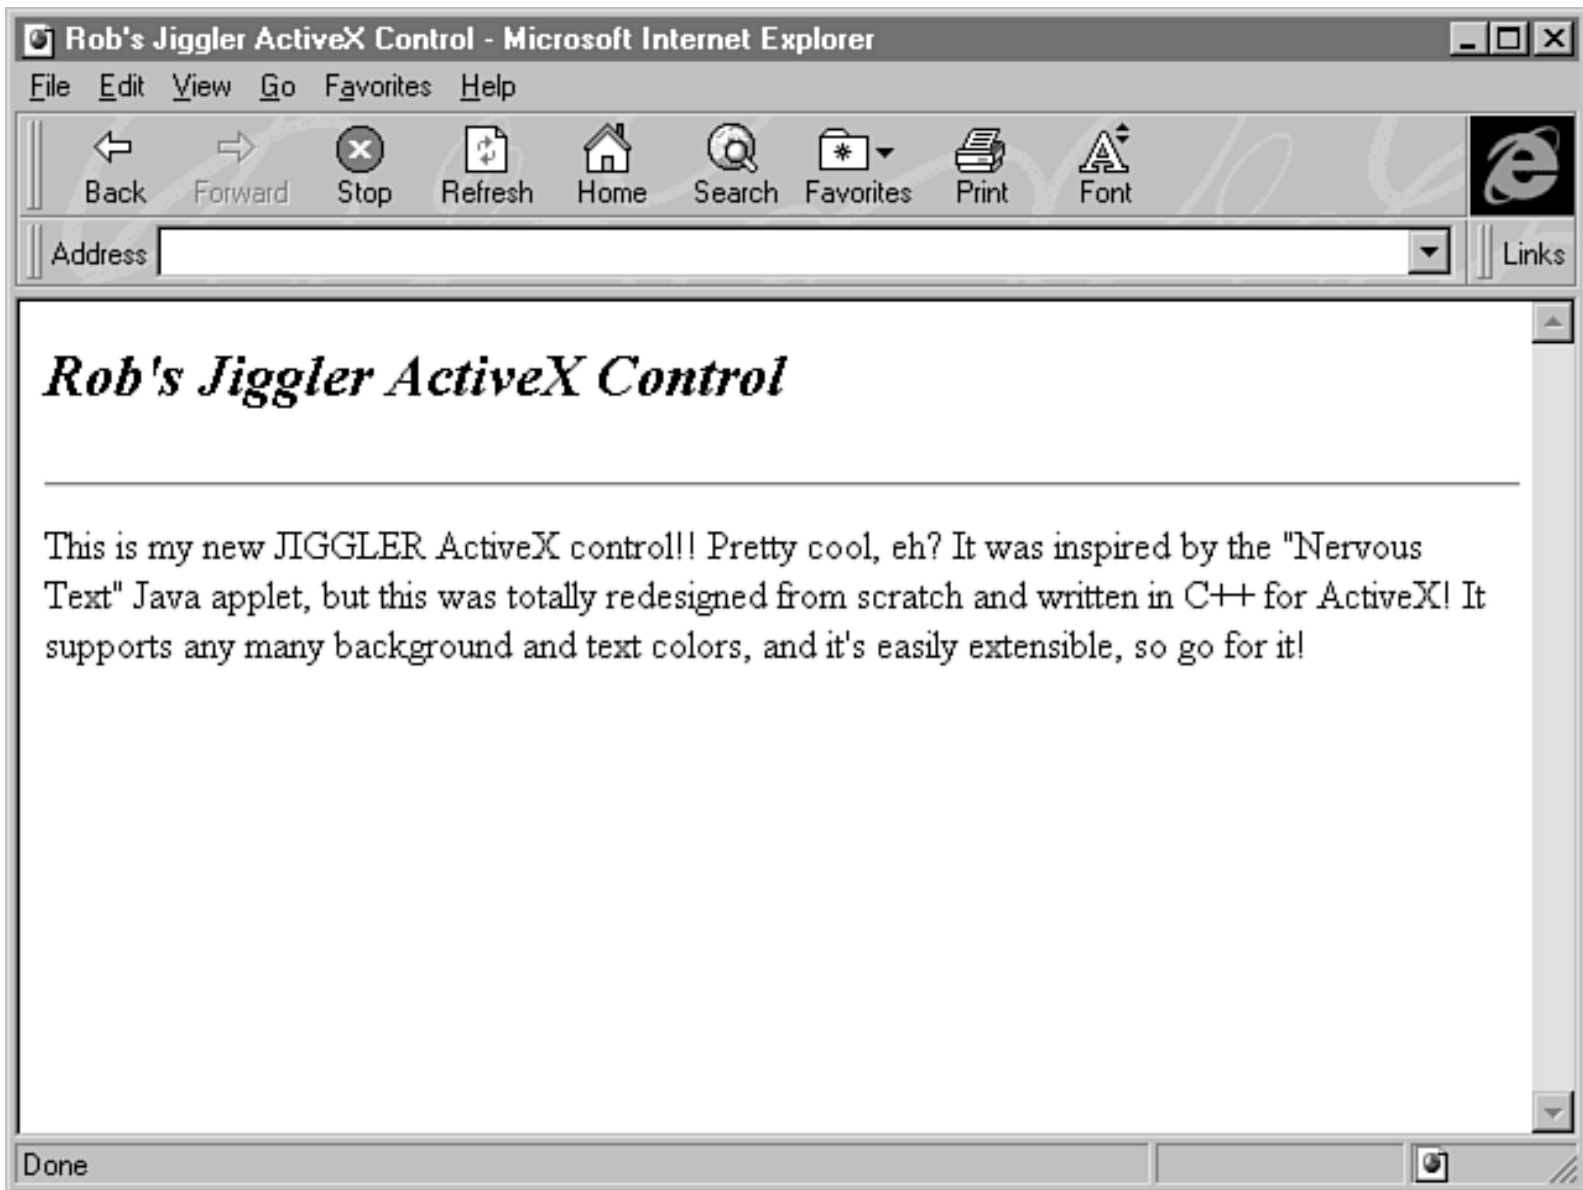 Rob's Jiggler ActiveX Control - Microsoft Internet Explorer
File Edit View Go Favorites Help
Back Forward Stop Refresh Home Search Favorites Print Font
Address Links
Rob's Jiggler ActiveX Control
This is my new JIGGLER ActiveX control!! Pretty cool, eh? It was inspired by the "Nervous
Text" Java applet, but this was totally redesigned from scratch and written in C++ for ActiveX! It
supports any many background and text colors, and it's easily extensible, so go for it!
Done